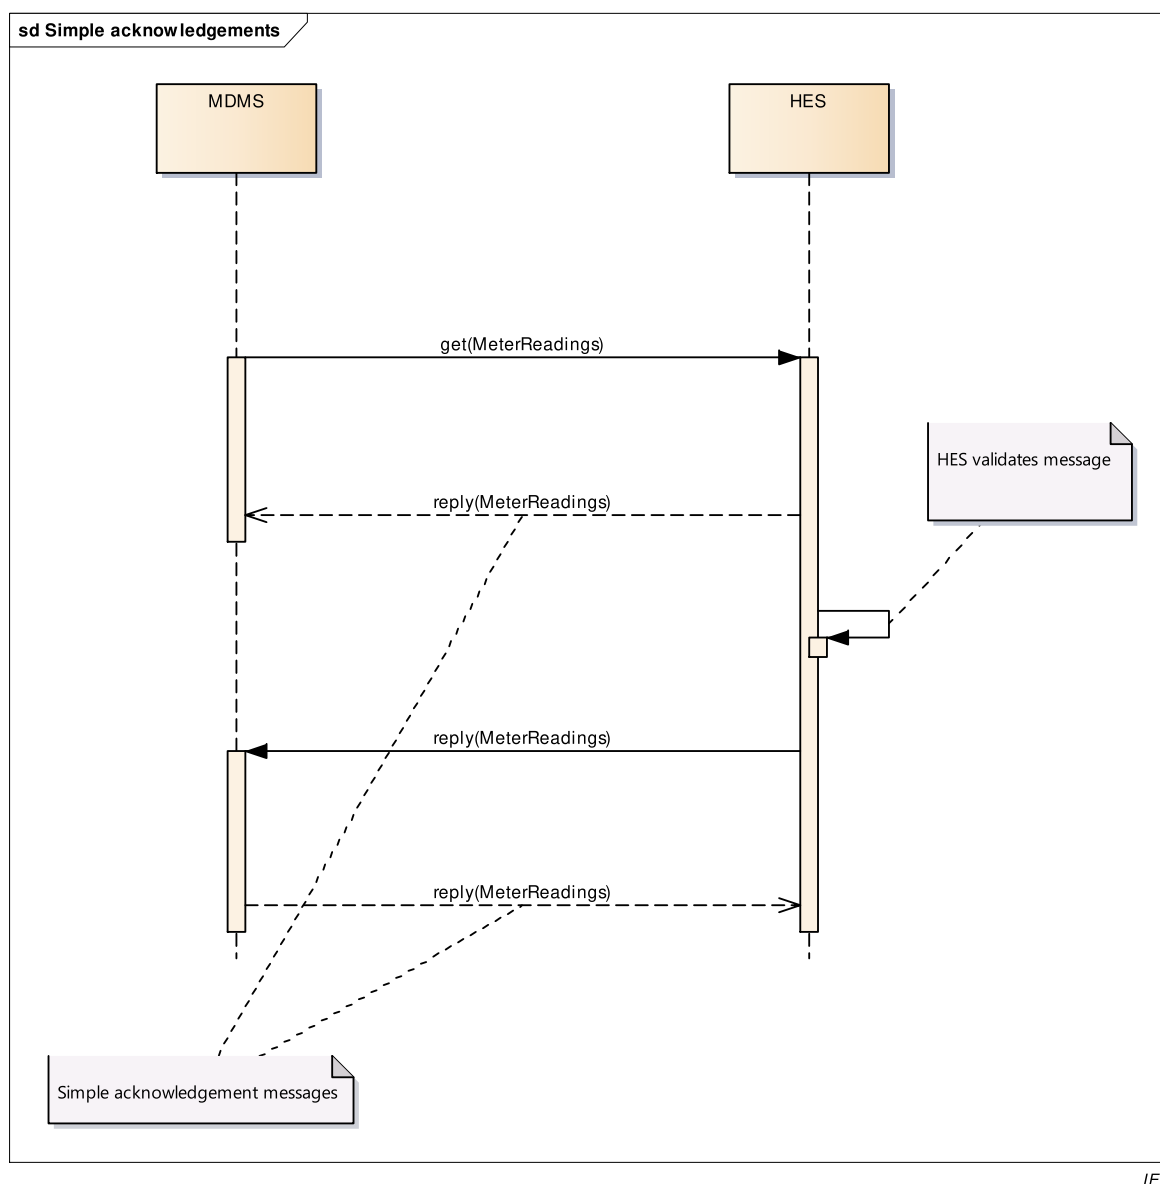 sd Simple acknowledgements
MDMS
HES
get(MeterReadings)
HES validates message
reply(MeterReadings)
reply(MeterReadings)
reply(MeterReadings)
Simple acknowledgement messages